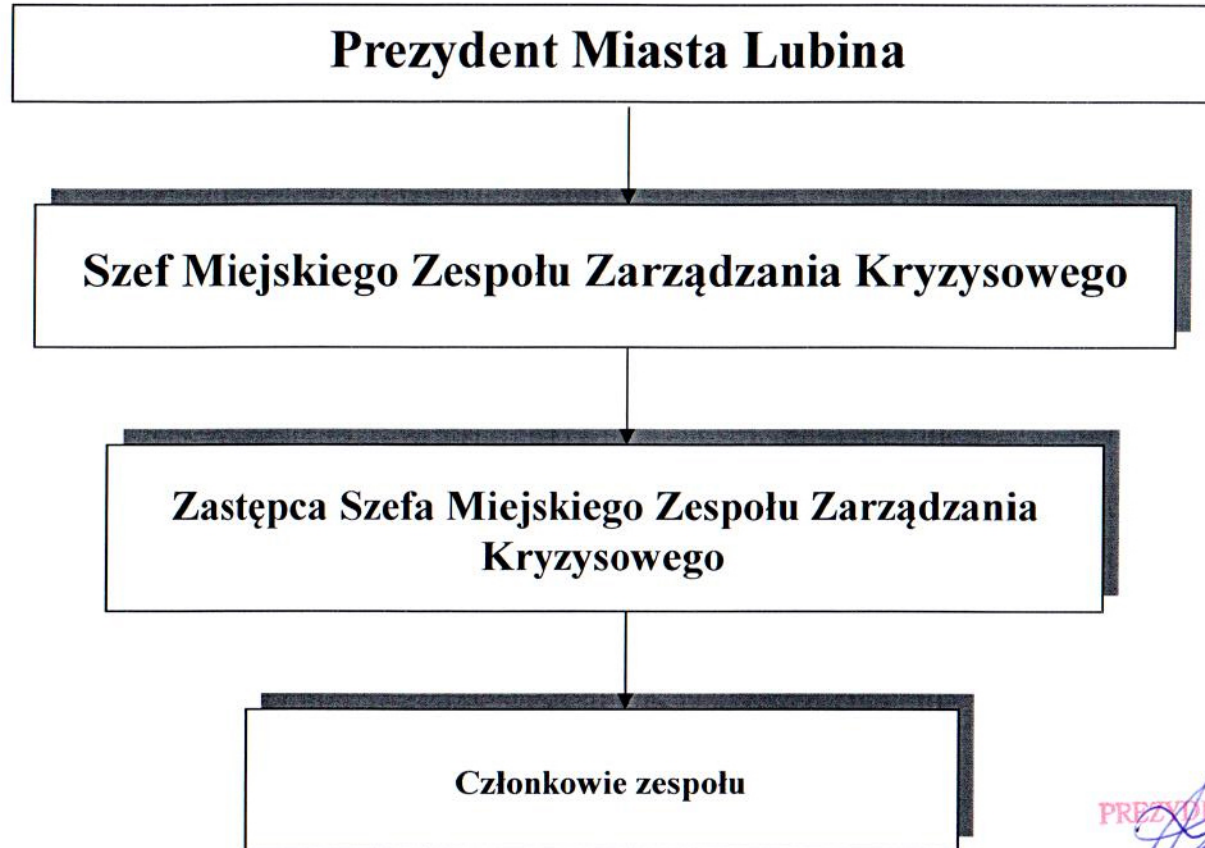 Prezydent Miasta Lubina
Szef Miejskiego Zespołu Zarządzania Kryzysowego
Zastępca Szefa Miejskiego Zespołu Zarządzania
Kryzysowego
Członkowie zespołu